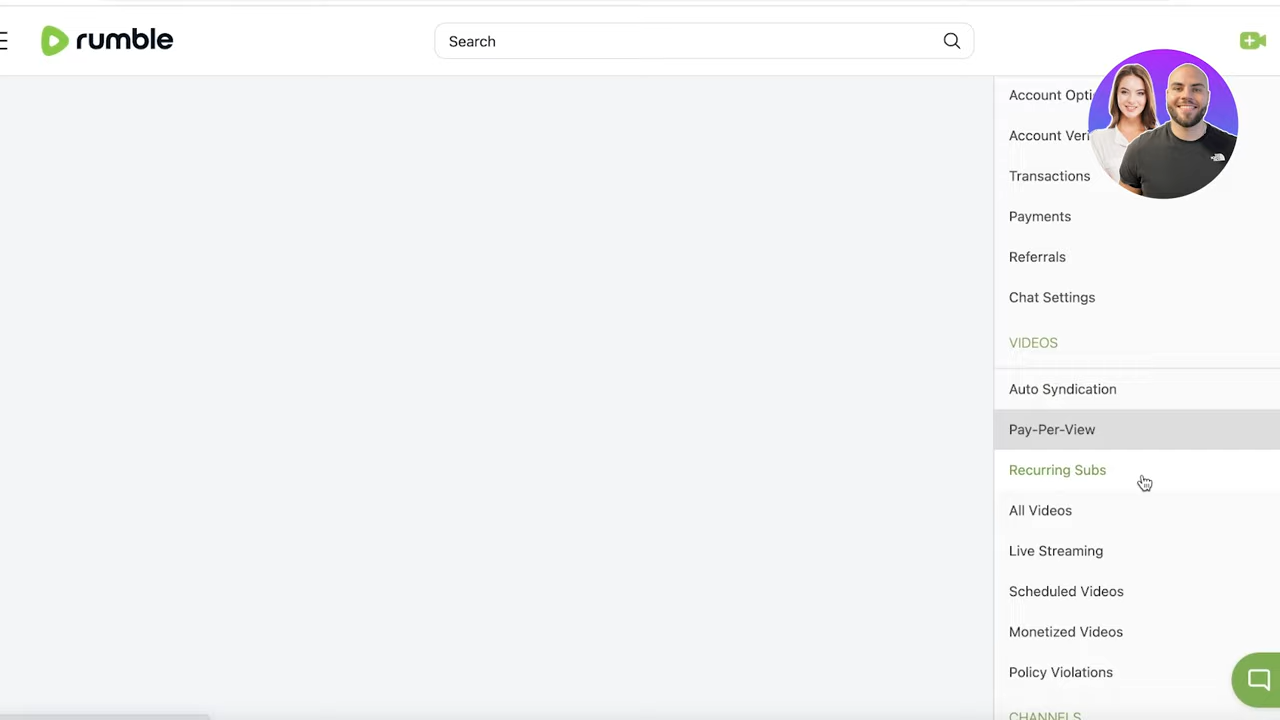 rumble
Search
Account Opti
Account Veri
Transactions
Payments
Referrals
Chat Settings
VIDEOS
Auto Syndication
Pay-Per-View
Recurring Subs
All Videos
Live Streaming
Scheduled Videos
Monetized Videos
Policy Violations
CHANNELS